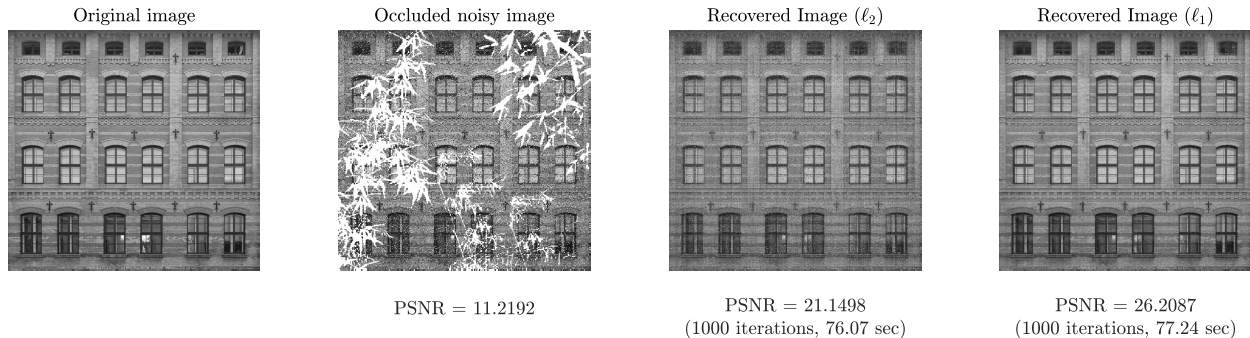 Original image
Occluded noisy image
Recovered Image (ℓ₂)
Recovered Image (ℓ₁)
PSNR = 11.2192
PSNR = 21.1498
(1000 iterations, 76.07 sec)
PSNR = 26.2087
(1000 iterations, 77.24 sec)